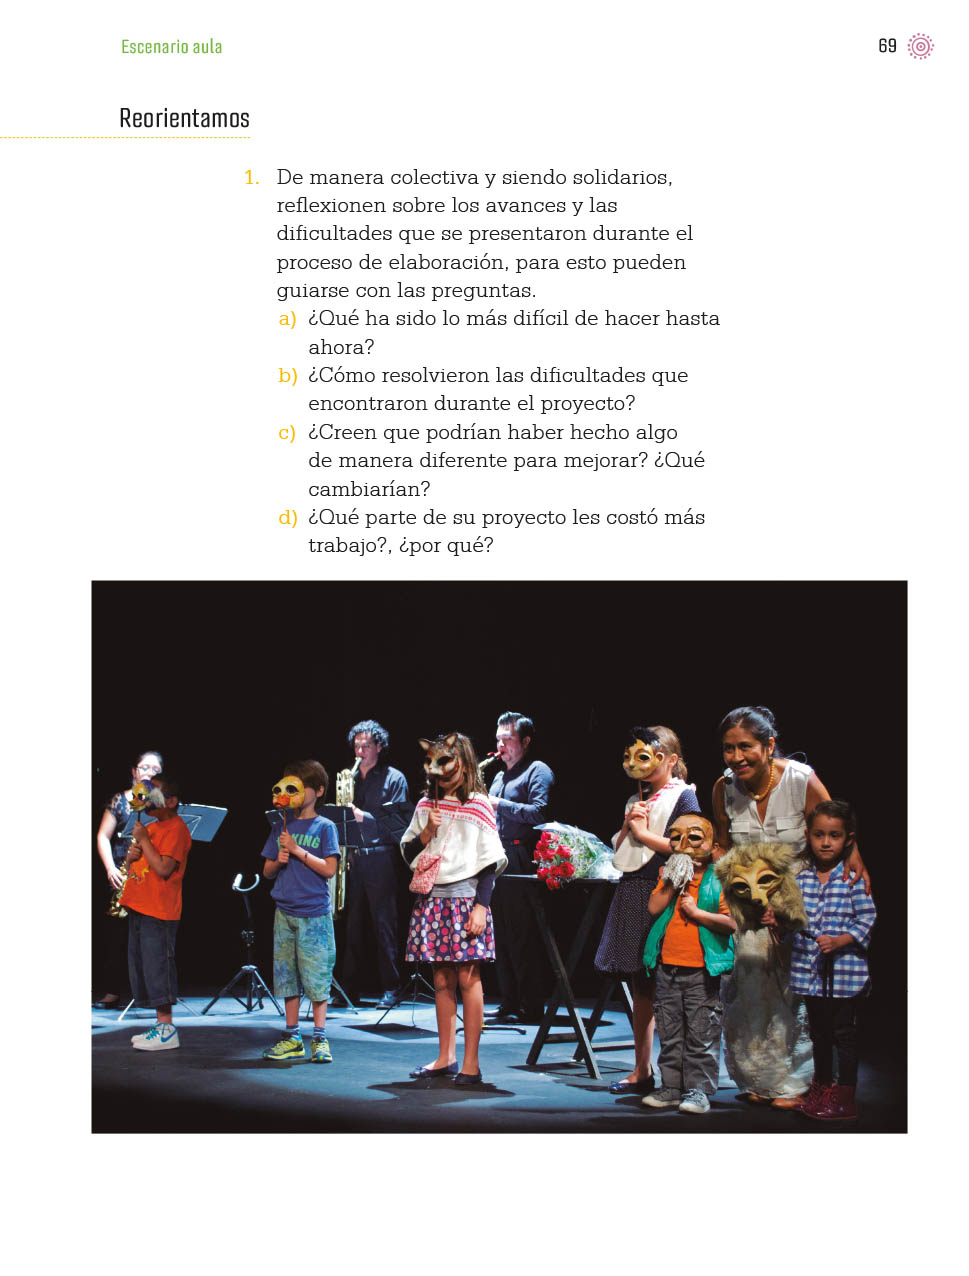 Escenario aula
69
Reorientamos
1. De manera colectiva y siendo solidarios,
reflexionen sobre los avances y las
dificultades que se presentaron durante el
proceso de elaboración, para esto pueden
guiarse con las preguntas.
a) ¿Qué ha sido lo más difícil de hacer hasta
ahora?
b) ¿Cómo resolvieron las dificultades que
encontraron durante el proyecto?
c) ¿Creen que podrían haber hecho algo
de manera diferente para mejorar? ¿Qué
cambiarían?
d) ¿Qué parte de su proyecto les costó más
trabajo?, ¿por qué?